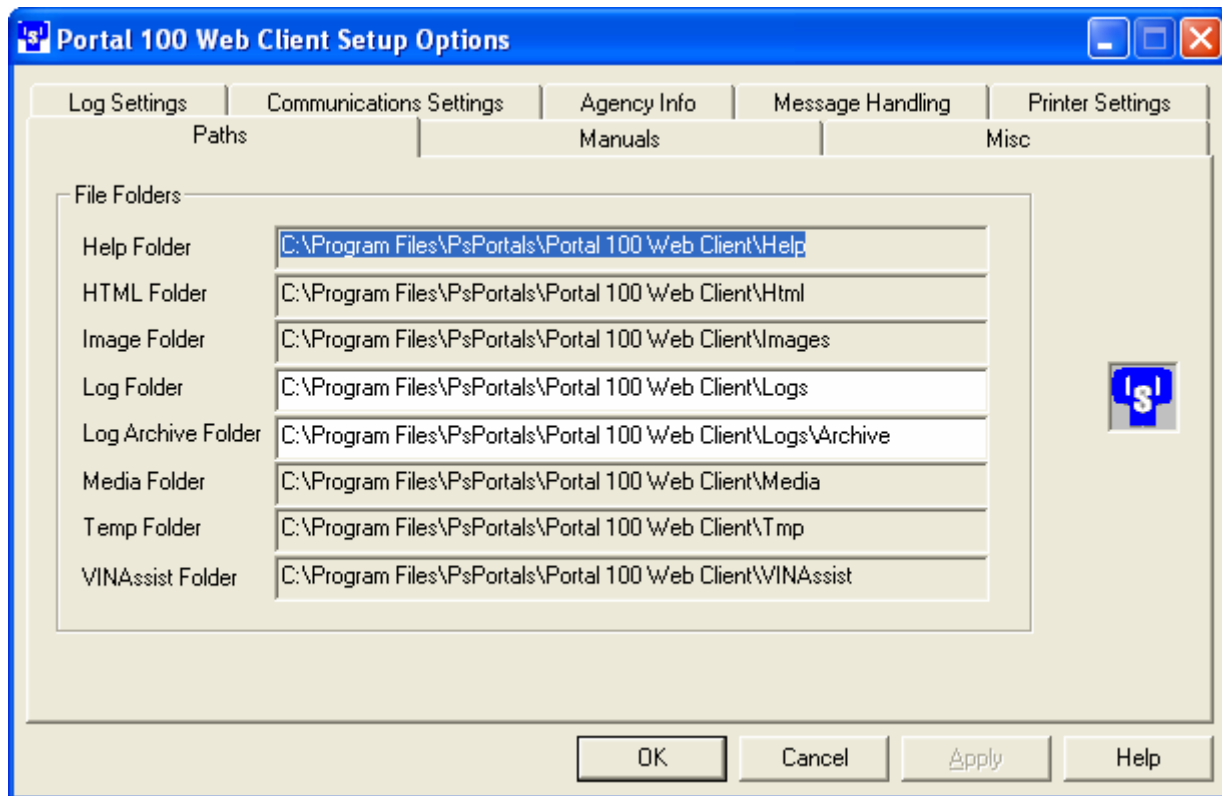 Portal 100 Web Client Setup Options
Log Settings Communications Settings Agency Info Message Handling Printer Settings
Paths Manuals Misc
File Folders
Help Folder C:\Program Files\PsPortals\Portal 100 Web Client\Help
HTML Folder C:\Program Files\PsPortals\Portal 100 Web Client\Html
Image Folder C:\Program Files\PsPortals\Portal 100 Web Client\Images
Log Folder C:\Program Files\PsPortals\Portal 100 Web Client\Logs
Log Archive Folder C:\Program Files\PsPortals\Portal 100 Web Client\Logs\Archive
Media Folder C:\Program Files\PsPortals\Portal 100 Web Client\Media
Temp Folder C:\Program Files\PsPortals\Portal 100 Web Client\Tmp
VINAssist Folder C:\Program Files\PsPortals\Portal 100 Web Client\VINAssist
OK Cancel Apply Help